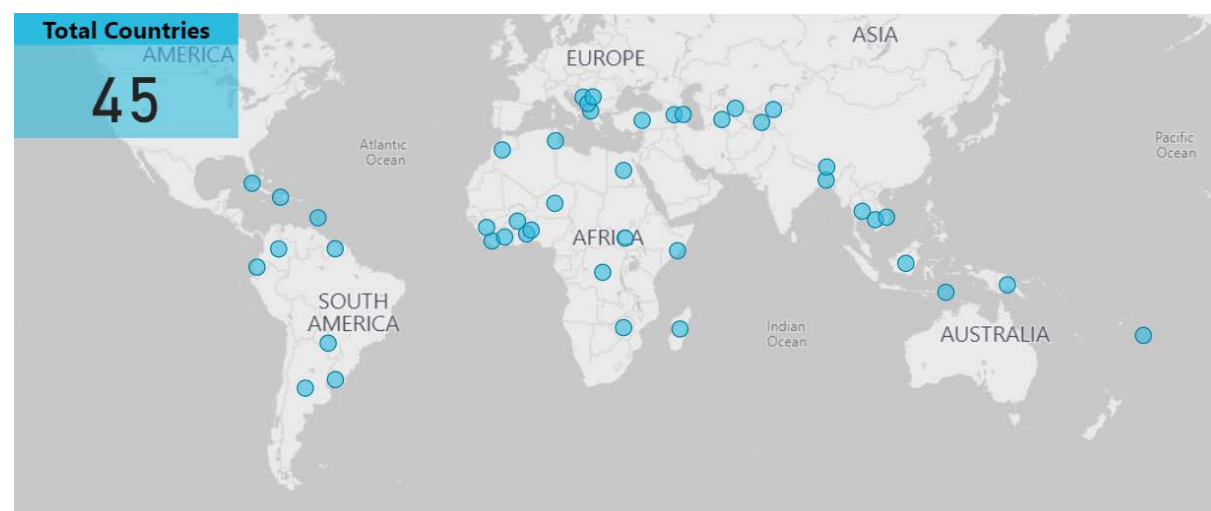 Total Countries
AMERICA
45
ASIA
EUROPE
Atlantic
Ocean
Pacific
Ocean
AFRICA
SOUTH
AMERICA
Indian
Ocean
AUSTRALIA